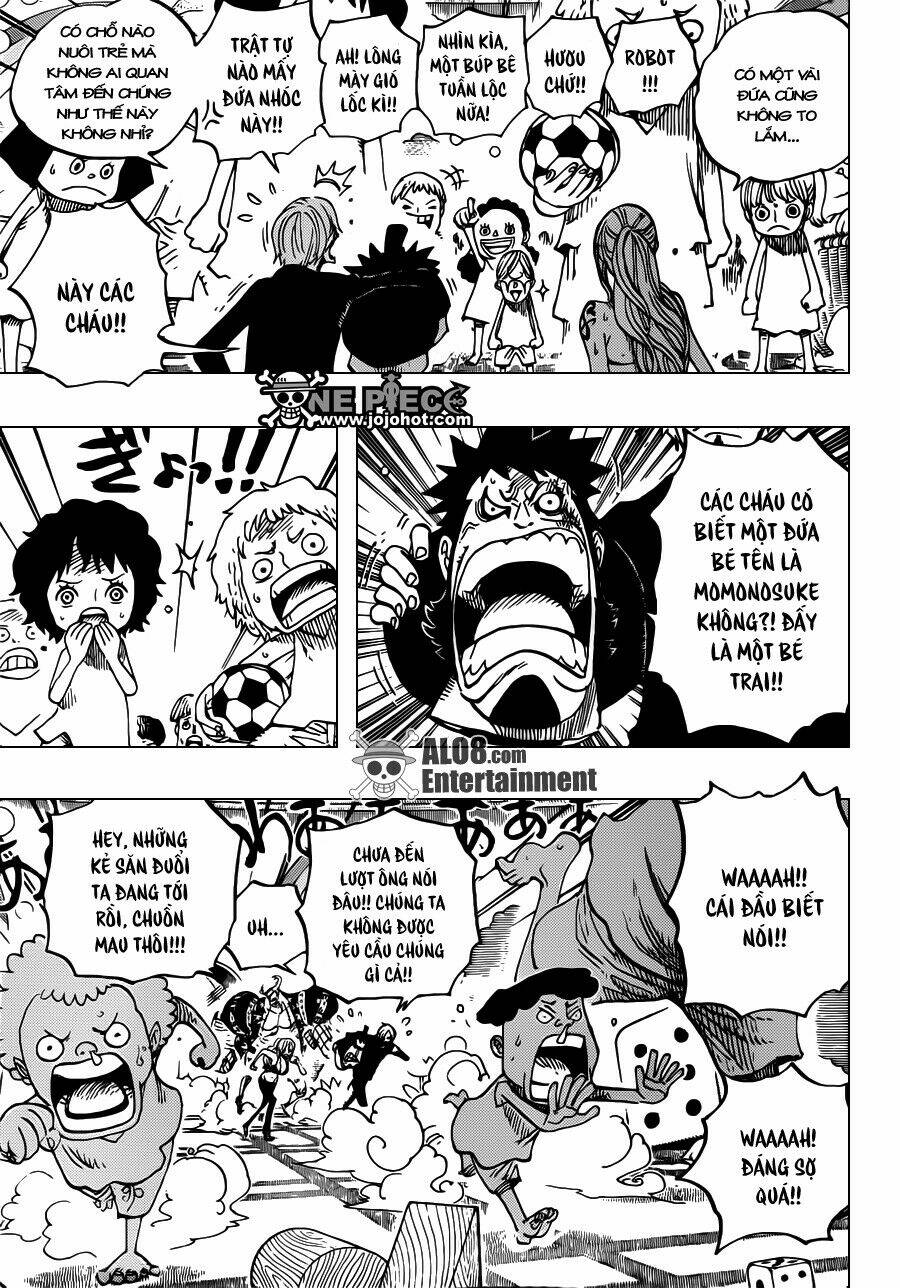 CÓ MỘT VÀI
ĐỨA CŨNG
KHÔNG TO
LẮM...
ROBOT
!!!
HƯƠU
CHỨ!!
NHÌN KÌA,
MỘT BÚP BÊ
TUẦN LỘC
NỮA!
AH! LÔNG
MÀY GIÓ
LỐC KÌ!!
TRẬT TỰ
NÀO MẤY
ĐỨA NHÓC
NÀY!!
CÓ CHỖ NÀO
NUÔI TRẺ MÀ
KHÔNG AI QUAN
TÂM ĐẾN CHÚNG
NHƯ THẾ NÀY
KHÔNG NHỈ?
NÀY CÁC
CHÁU!!
ONE PIECE
www.jojohot.com
CÁC CHÁU CÓ
BIẾT MỘT ĐỨA
BÉ TÊN LÀ
MOMONOSUKE
KHÔNG?! ĐẤY
LÀ MỘT BÉ
TRAI!!
ぎょっ!!
ALO8.com
Entertainment
WAAAAH!!
CÁI ĐẦU BIẾT
NÓI!!
CHƯA ĐẾN
LƯỢT ÔNG NÓI
ĐÂU!! CHÚNG TA
KHÔNG ĐƯỢC
YÊU CẦU CHÚNG
GÌ CẢ!!
UH...
HEY, NHỮNG
KẺ SĂN ĐUỔI
TA ĐANG TỚI
RỒI, CHUỒN
MAU THÔI!!!
WAAAAH!
ĐÁNG SỢ
QUÁ!!